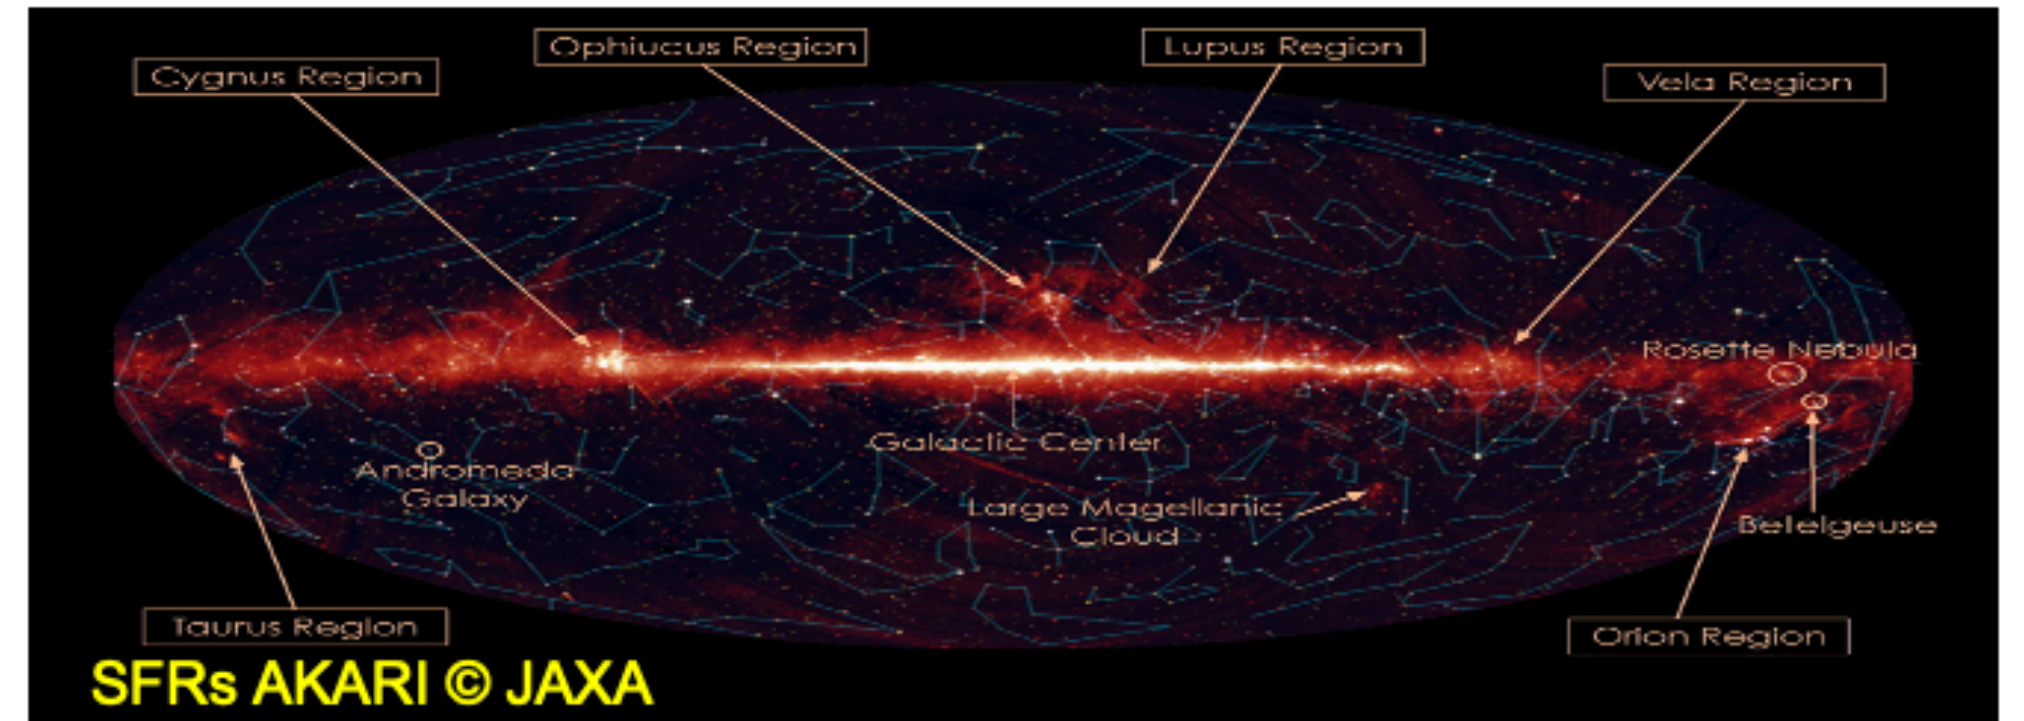 Ophiucus Region
Lupus Region
Cygnus Region
Vela Region
Rosette Nebula
Galactic Center
Andromeda
Galaxy
Large Magellanic
Cloud
Betelgeuse
Taurus Region
Orion Region
SFRs AKARI © JAXA